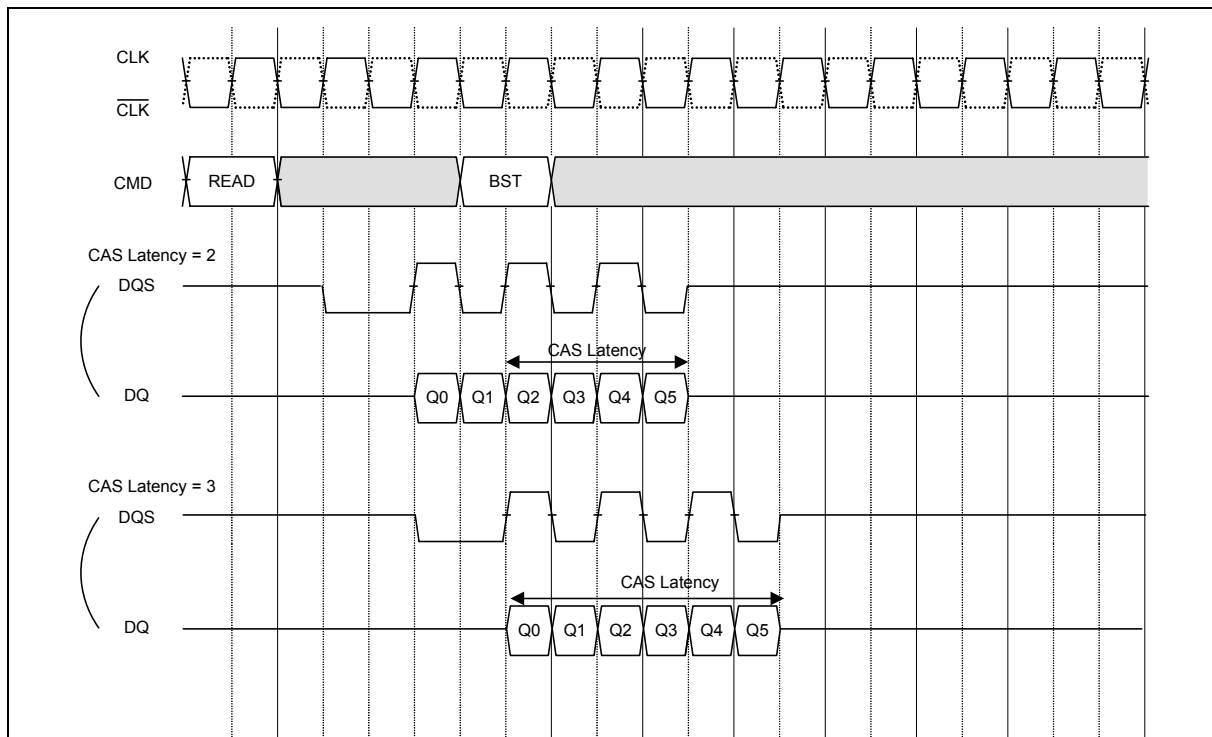 CLK
CLK
CMD
READ
BST
CAS Latency = 2
DQS
CAS Latency
DQ
Q0 Q1 Q2 Q3 Q4 Q5
CAS Latency = 3
DQS
CAS Latency
DQ
Q0 Q1 Q2 Q3 Q4 Q5